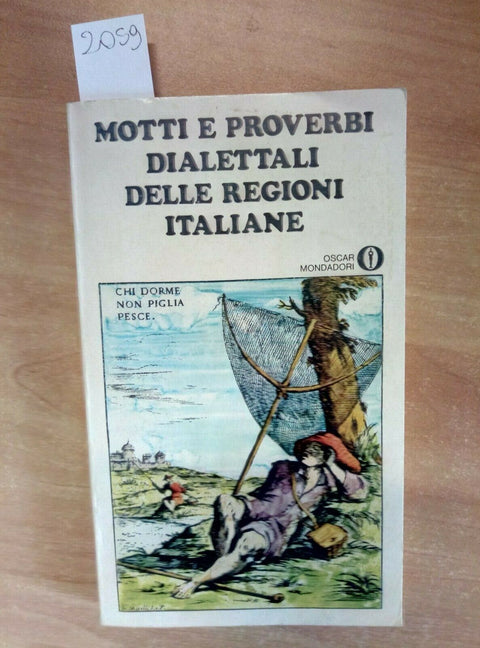 2059
MOTTI E PROVERBI
DIALETTALI
DELLE REGIONI
ITALIANE
OSCAR
MONDADORI
CHI DORME
NON PIGLIA
PESCE.